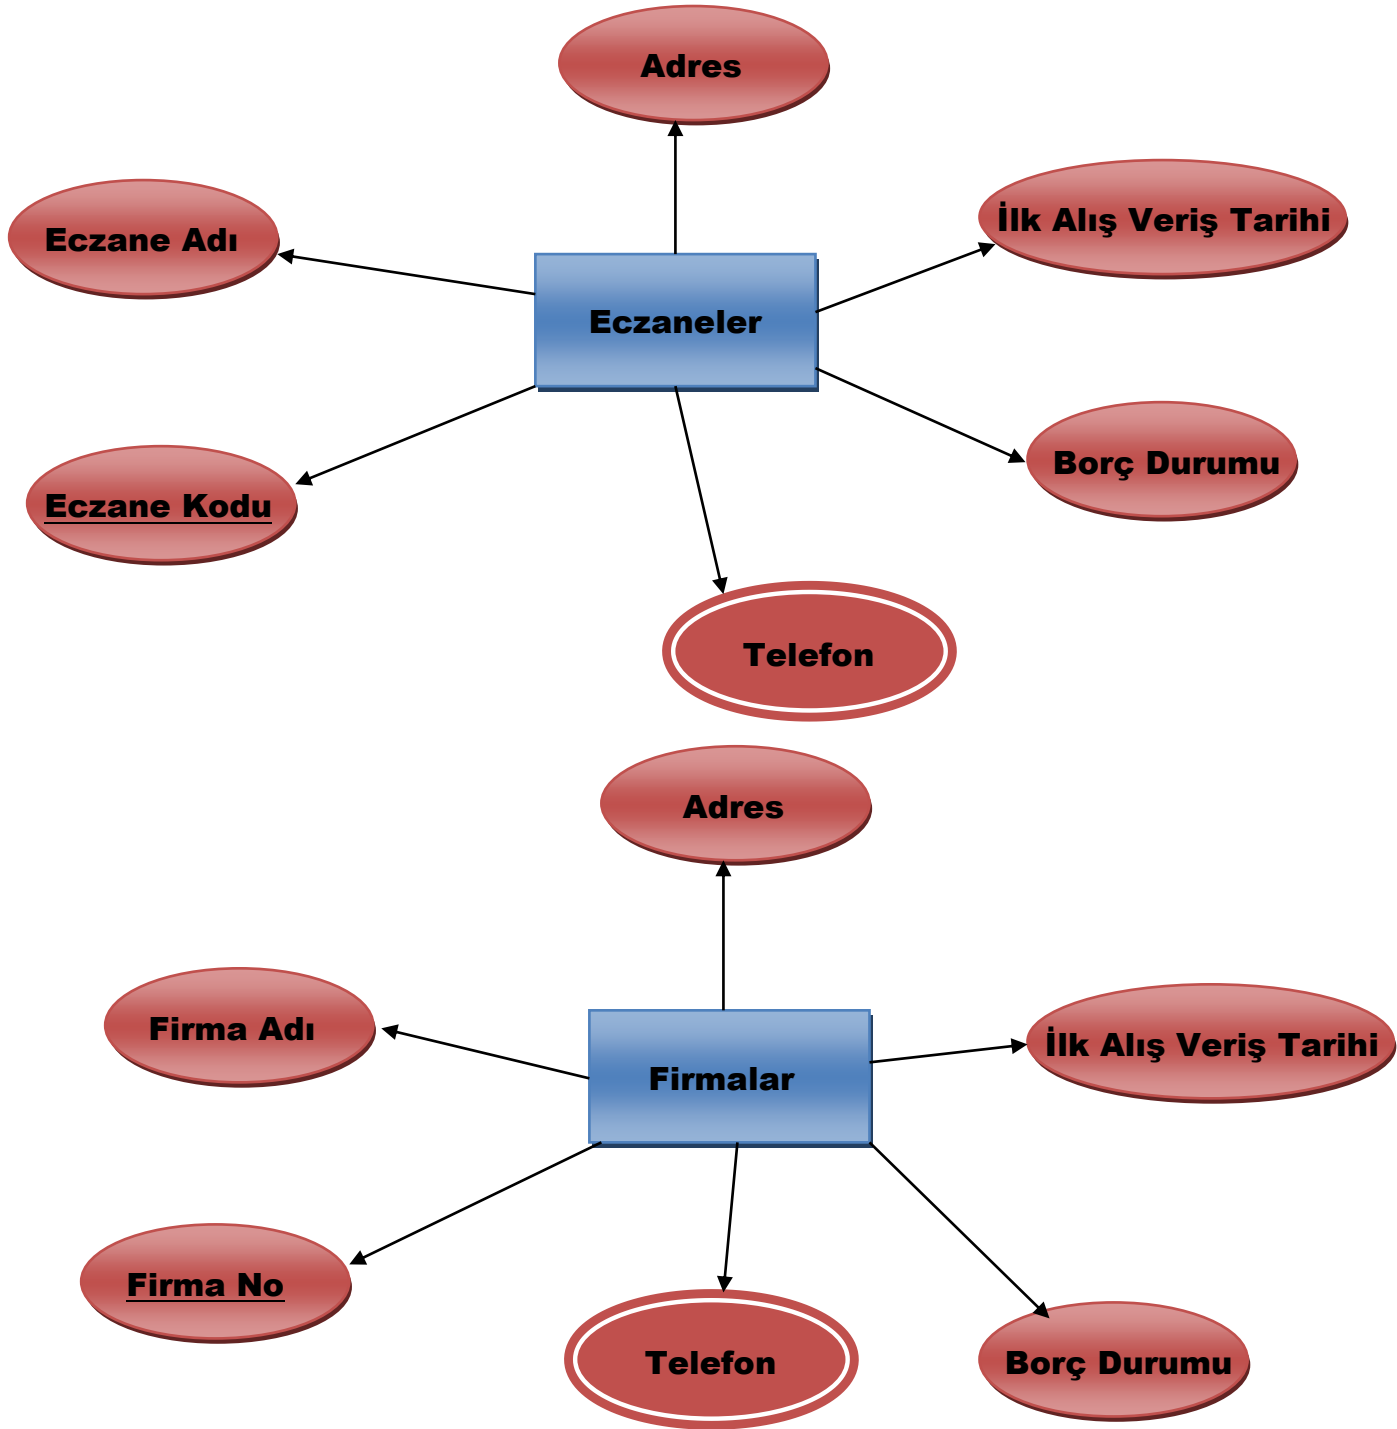 Adres
İlk Alış Veriş Tarihi
Eczane Adı
Eczaneler
Borç Durumu
Eczane Kodu
Telefon
Adres
Firma Adı
İlk Alış Veriş Tarihi
Firmalar
Firma No
Telefon
Borç Durumu